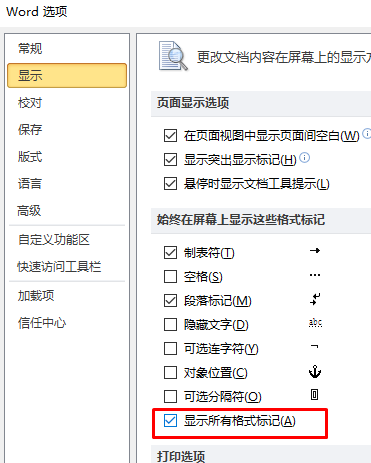 Word 选项
常规
显示
校对
保存
版式
语言
高级
自定义功能区
快速访问工具栏
加载项
信任中心
更改文档内容在屏幕上的显示
页面显示选项
在页面视图中显示页面间空白(W)
显示突出显示标记(H)
悬停时显示文档工具提示(L)
始终在屏幕上显示这些格式标记
制表符(T) →
空格(S) ···
段落标记(M)
隐藏文字(D) abc
可选连字符(Y) ¬
对象位置(C)
可选分隔符(O)
显示所有格式标记(A)
打印选项